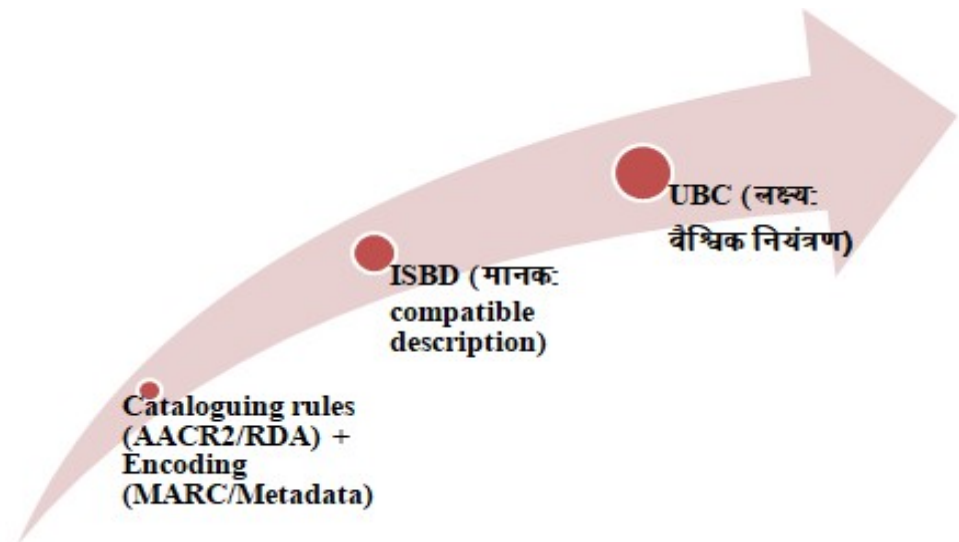 UBC (लक्ष्य:
वैश्विक नियंत्रण)
ISBD (मानक:
compatible
description)
Cataloguing rules
(AACR2/RDA) +
Encoding
(MARC/Metadata)